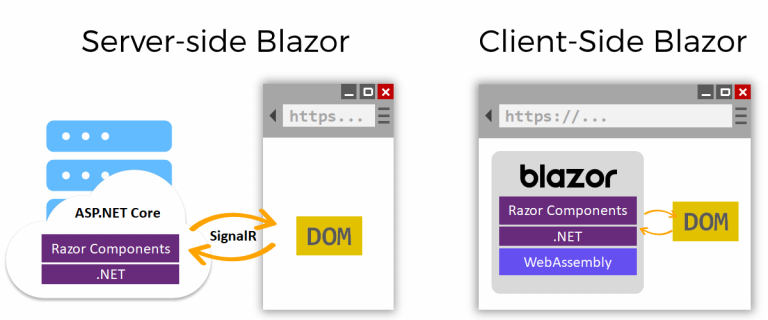 Server-side Blazor
https...
ASP.NET Core
Razor Components
.NET
SignalR
DOM
Client-Side Blazor
https://...
blazor
Razor Components
.NET
WebAssembly
DOM